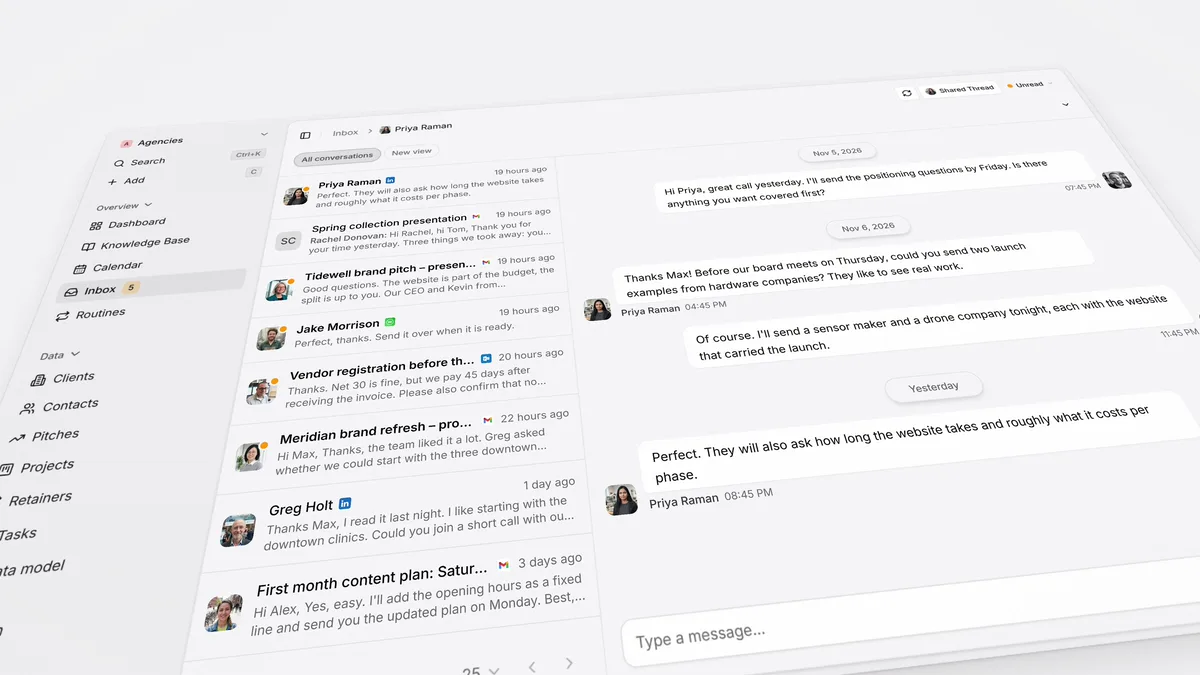 A Agencies
Search Ctrl+K
Add C
Overview
Dashboard
Knowledge Base
Calendar
Inbox 5
Routines
Data
Clients
Contacts
Pitches
Projects
Retainers
Tasks
ata model
Inbox > Priya Raman
Shared Thread
Unread
All conversations
New view
Priya Raman in 19 hours ago
Perfect. They will also ask how long the website takes
and roughly what it costs per phase.
SC
Spring collection presentation 19 hours ago
Rachel Donovan: Hi Rachel, hi Tom, Thank you for
your time yesterday. Three things we took away: you...
Tidewell brand pitch – presen... 19 hours ago
Good questions. The website is part of the budget, the
split is up to you. Our CEO and Kevin from...
Jake Morrison 19 hours ago
Perfect, thanks. Send it over when it is ready.
Vendor registration before th... 20 hours ago
Thanks. Net 30 is fine, but we pay 45 days after
receiving the invoice. Please also confirm that no...
Meridian brand refresh – pro... 22 hours ago
Hi Max, Thanks, the team liked it a lot. Greg asked
whether we could start with the three downtown...
Greg Holt in 1 day ago
Thanks Max, I read it last night. I like starting with the
downtown clinics. Could you join a short call with ou...
First month content plan: Satur... 3 days ago
Hi Alex, Yes, easy. I'll add the opening hours as a fixed
line and send you the updated plan on Monday. Best,...
25
Nov 5, 2026
Hi Priya, great call yesterday. I'll send the positioning questions by Friday. Is there
anything you want covered first?
07:45 PM
Nov 6, 2026
Thanks Max! Before our board meets on Thursday, could you send two launch
examples from hardware companies? They like to see real work.
Priya Raman 04:45 PM
Of course. I'll send a sensor maker and a drone company tonight, each with the website
that carried the launch.
11:45 PM
Yesterday
Perfect. They will also ask how long the website takes and roughly what it costs per
phase.
Priya Raman 08:45 PM
Type a message...